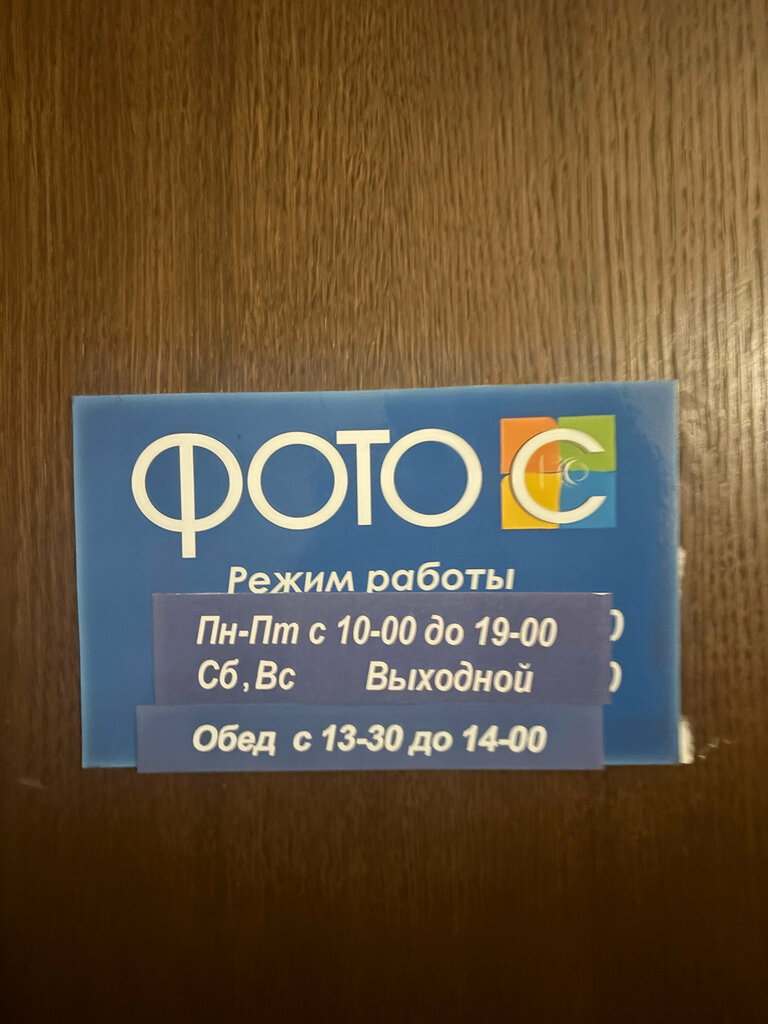 ФОТО С
Режим работы
Пн-Пт с 10-00 до 19-00
Сб, Вс Выходной
Обед с 13-30 до 14-00